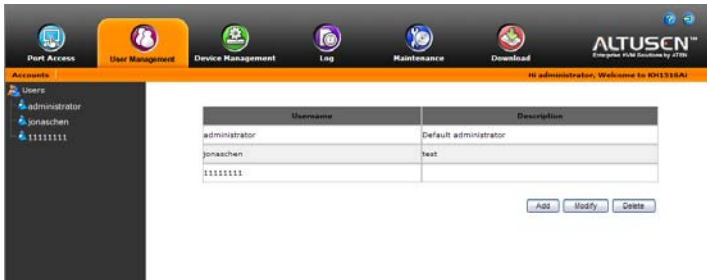 Port Access User Management Device Management Log Maintenance Download
ALTUSEN™
Enterprise KVM Solutions by ATEN
Accounts Hi administrator, Welcome to KH1516Ai
Users
administrator
jonaschen
11111111
Username Description
administrator Default administrator
jonaschen test
11111111
Add Modify Delete